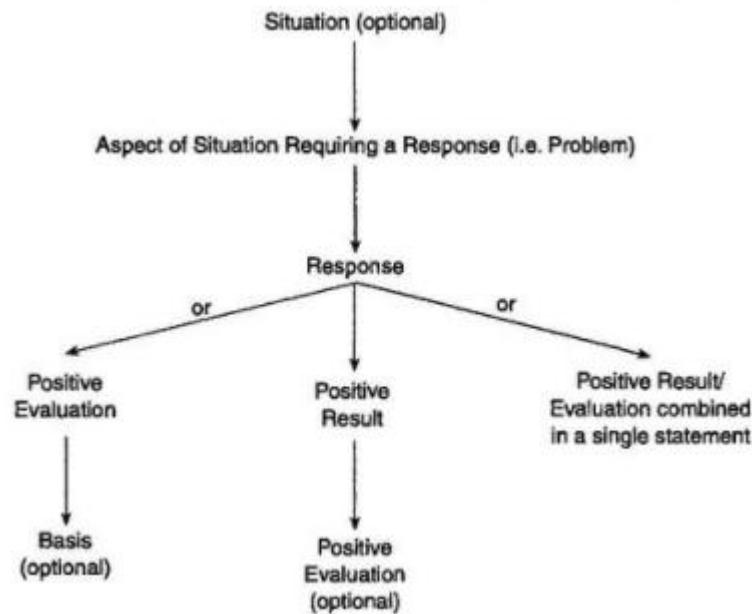 Situation (optional)
Aspect of Situation Requiring a Response (i.e. Problem)
Response
or
or
Positive
Evaluation
Positive
Result
Positive Result/
Evaluation combined
in a single statement
Basis
(optional)
Positive
Evaluation
(optional)